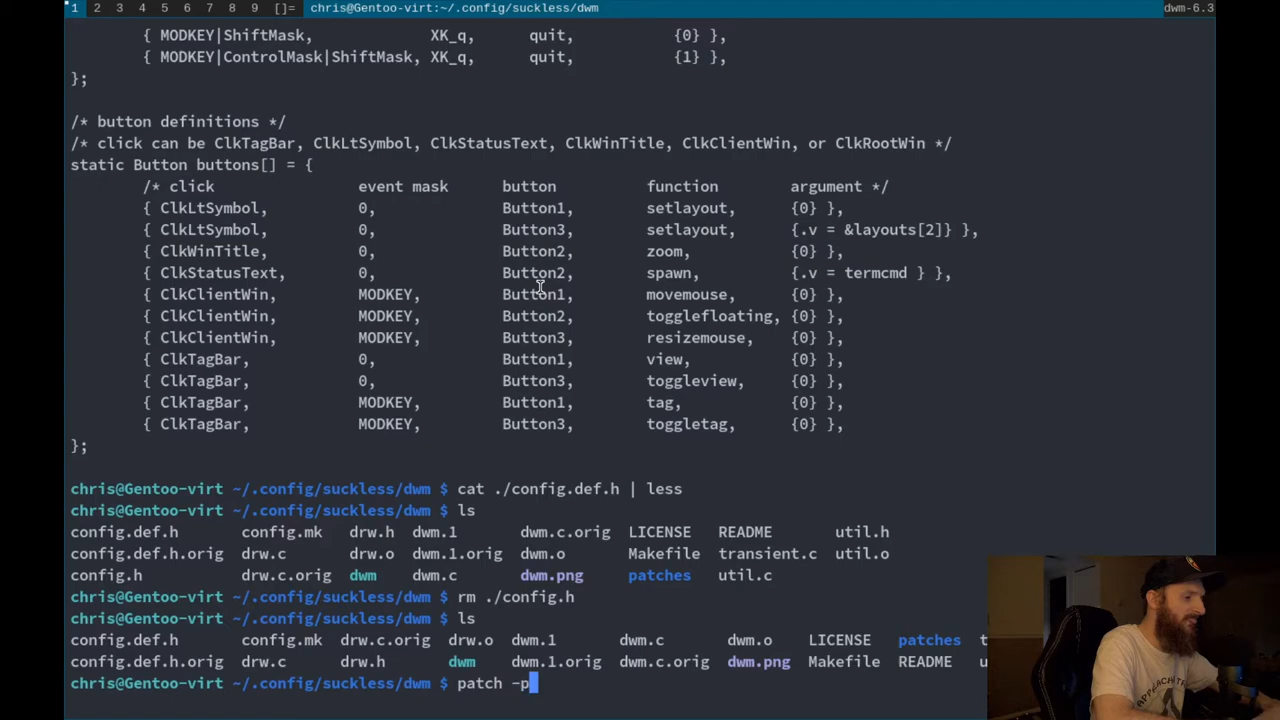 1 2 3 4 5 6 7 8 9 []= chris@Gentoo-virt:~/.config/suckless/dwm dwm-6.3
{ MODKEY|ShiftMask, XK_q, quit, {0} },
{ MODKEY|ControlMask|ShiftMask, XK_q, quit, {1} },
};
/* button definitions */
/* click can be ClkTagBar, ClkLtSymbol, ClkStatusText, ClkWinTitle, ClkClientWin, or ClkRootWin */
static Button buttons[] = {
/* click event mask button function argument */
{ ClkLtSymbol, 0, Button1, setlayout, {0} },
{ ClkLtSymbol, 0, Button3, setlayout, {.v = &layouts[2]} },
{ ClkWinTitle, 0, Button2, zoom, {0} },
{ ClkStatusText, 0, Button2, spawn, {.v = termcmd } },
{ ClkClientWin, MODKEY, Button1, movemouse, {0} },
{ ClkClientWin, MODKEY, Button2, togglefloating, {0} },
{ ClkClientWin, MODKEY, Button3, resizemouse, {0} },
{ ClkTagBar, 0, Button1, view, {0} },
{ ClkTagBar, 0, Button3, toggleview, {0} },
{ ClkTagBar, MODKEY, Button1, tag, {0} },
{ ClkTagBar, MODKEY, Button3, toggletag, {0} },
};
chris@Gentoo-virt ~/.config/suckless/dwm $ cat ./config.def.h | less
chris@Gentoo-virt ~/.config/suckless/dwm $ ls
config.def.h config.mk drw.h dwm.1 dwm.c.orig LICENSE README util.h
config.def.h.orig drw.c drw.o dwm.1.orig dwm.o Makefile transient.c util.o
config.h drw.c.orig dwm dwm.c dwm.png patches util.c
chris@Gentoo-virt ~/.config/suckless/dwm $ rm ./config.h
chris@Gentoo-virt ~/.config/suckless/dwm $ ls
config.def.h config.mk drw.c.orig drw.o dwm.1 dwm.c dwm.o LICENSE patches
config.def.h.orig drw.c drw.h dwm dwm.1.orig dwm.c.orig dwm.png Makefile README
chris@Gentoo-virt ~/.config/suckless/dwm $ patch -p